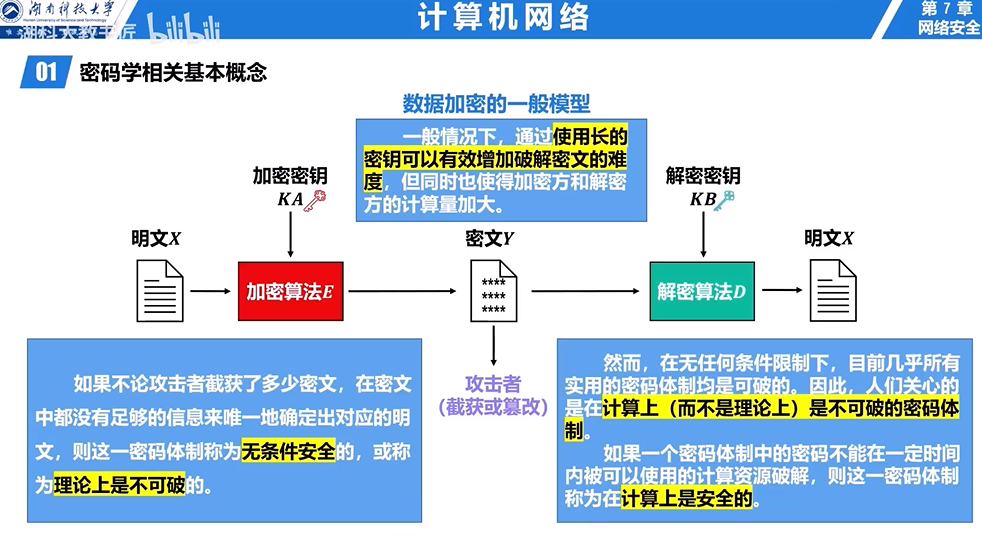 湖南科技大学
Hunan University of Science and Technology
计算机网络
第 7 章
网络安全
湖科大教书匠 bilibili
01 密码学相关基本概念
数据加密的一般模型
一般情况下，通过使用长的
密钥可以有效增加破解密文的难
度，但同时也使得加密方和解密
方的计算量加大。
加密密钥
KA
解密密钥
KB
明文X
密文Y
明文X
加密算法E
****
****
****
解密算法D
攻击者
（截获或篡改）
如果不论攻击者截获了多少密文，在密文
中都没有足够的信息来唯一地确定出对应的明
文，则这一密码体制称为无条件安全的，或称
为理论上是不可破的。
然而，在无任何条件限制下，目前几乎所有
实用的密码体制均是可破的。因此，人们关心的
是在计算上（而不是理论上）是不可破的密码体
制。
如果一个密码体制中的密码不能在一定时间
内被可以使用的计算资源破解，则这一密码体制
称为在计算上是安全的。